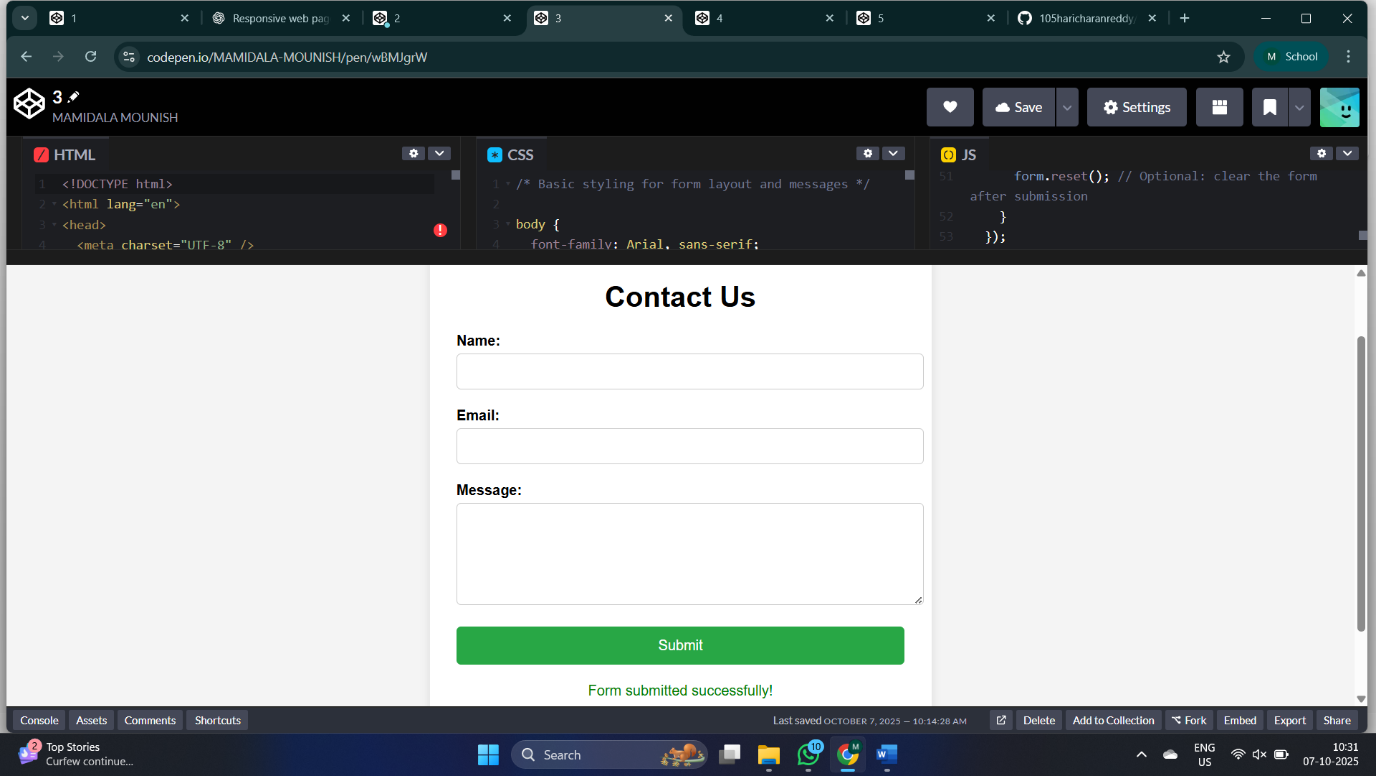 1
Responsive web pag
2
3
4
5
105haricharanreddy/
codepen.io/MAMIDALA-MOUNISH/pen/wBMJgrW
M School
3
MAMIDALA MOUNISH
Save
Settings
HTML
1 <!DOCTYPE html>
2 <html lang="en">
3 <head>
4 <meta charset="UTF-8" />
CSS
1 /* Basic styling for form layout and messages */
2
3 body {
4 font-family: Arial, sans-serif;
JS
51 form.reset(); // Optional: clear the form
after submission
52 }
53 });
Contact Us
Name:
Email:
Message:
Submit
Form submitted successfully!
Console Assets Comments Shortcuts
Last saved OCTOBER 7, 2025 — 10:14:28 AM
Delete Add to Collection Fork Embed Export Share
2
Top Stories
Curfew continue...
Search
10
M
W
ENG
US
10:31
07-10-2025